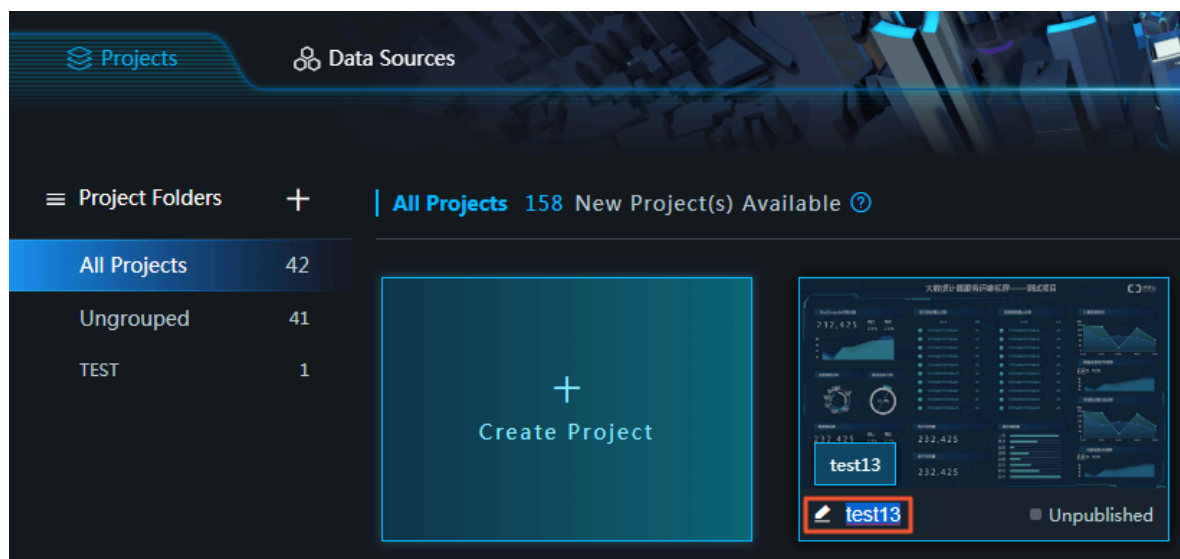 Projects
Data Sources
Project Folders
All Projects 158 New Project(s) Available
All Projects 42
Ungrouped 41
TEST 1
Create Project
232,425
232,425
232,425
232,425
test13
test13
Unpublished